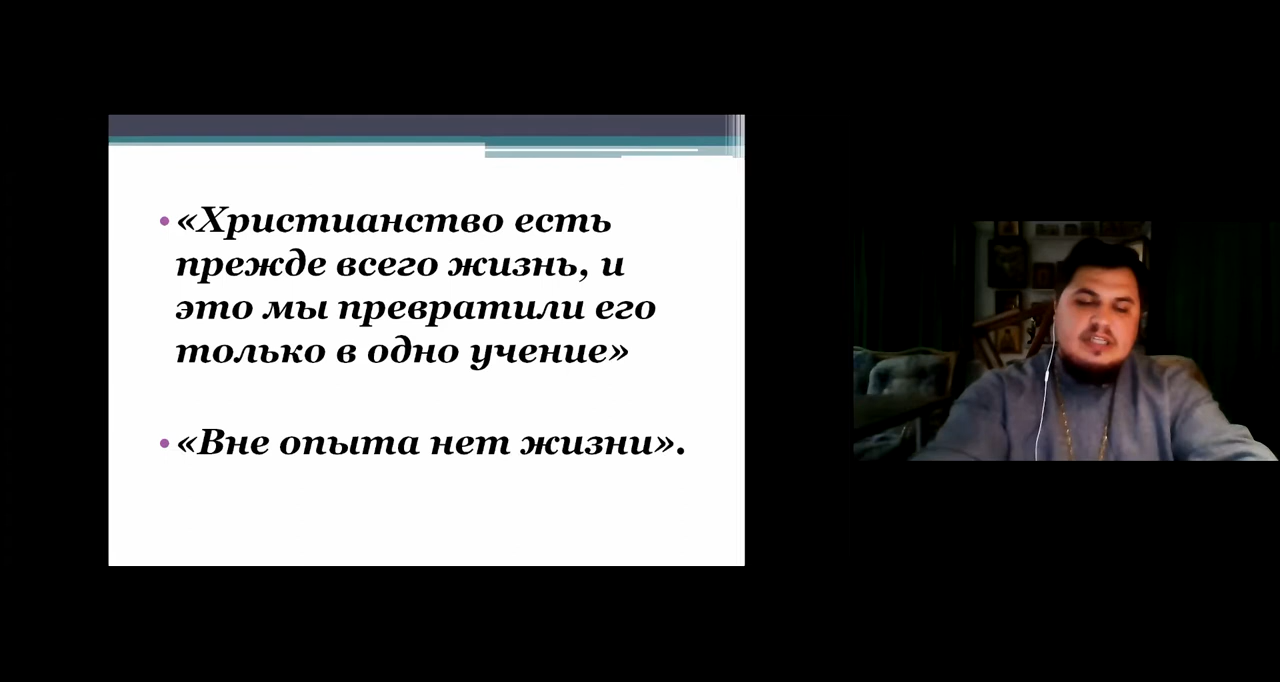 •«Христианство есть
прежде всего жизнь, и
это мы превратили его
только в одно учение»
•«Вне опыта нет жизни».